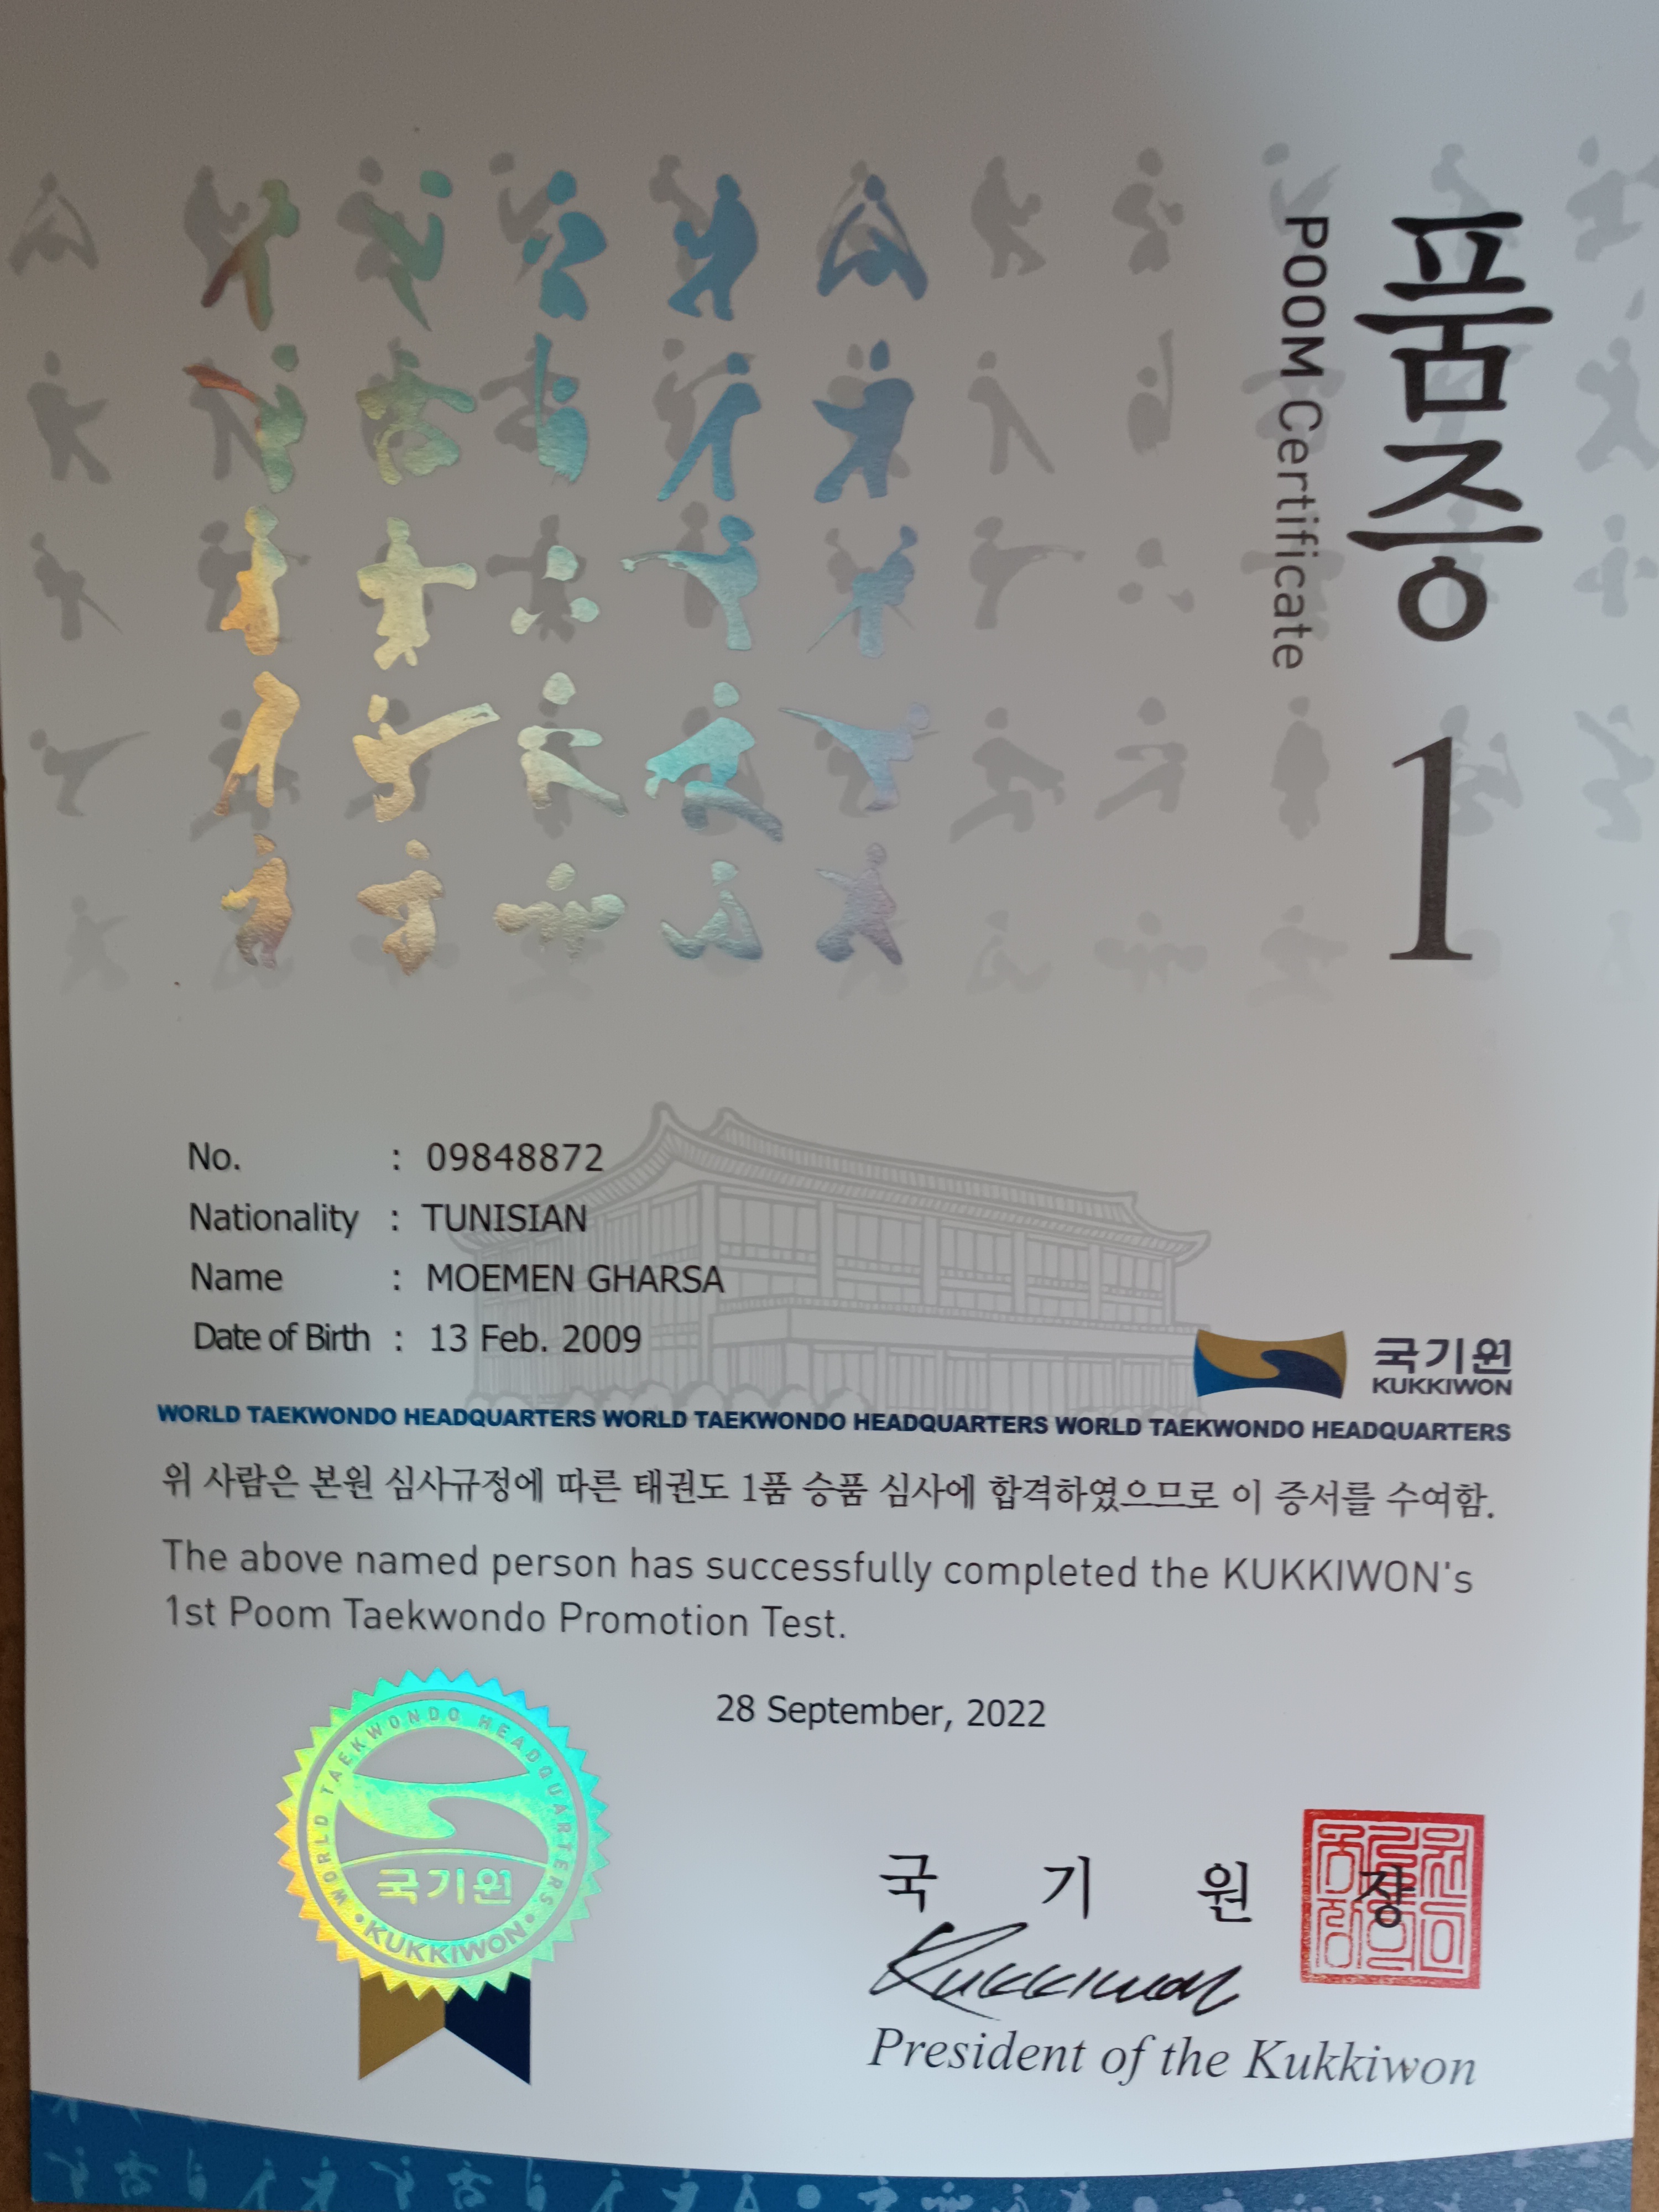 품증 1
POOM Certificate
No. : 09848872
Nationality : TUNISIAN
Name : MOEMEN GHARSA
Date of Birth : 13 Feb. 2009
국기원
KUKKIWON
WORLD TAEKWONDO HEADQUARTERS WORLD TAEKWONDO HEADQUARTERS WORLD TAEKWONDO HEADQUARTERS
위 사람은 본원 심사규정에 따른 태권도 1품 승품 심사에 합격하였으므로 이 증서를 수여함.
The above named person has successfully completed the KUKKIWON's
1st Poom Taekwondo Promotion Test.
28 September, 2022
WORLD TAEKWONDO HEADQUARTERS
국기원
KUKKIWON
국 기 원 장
Kukkiwon
President of the Kukkiwon